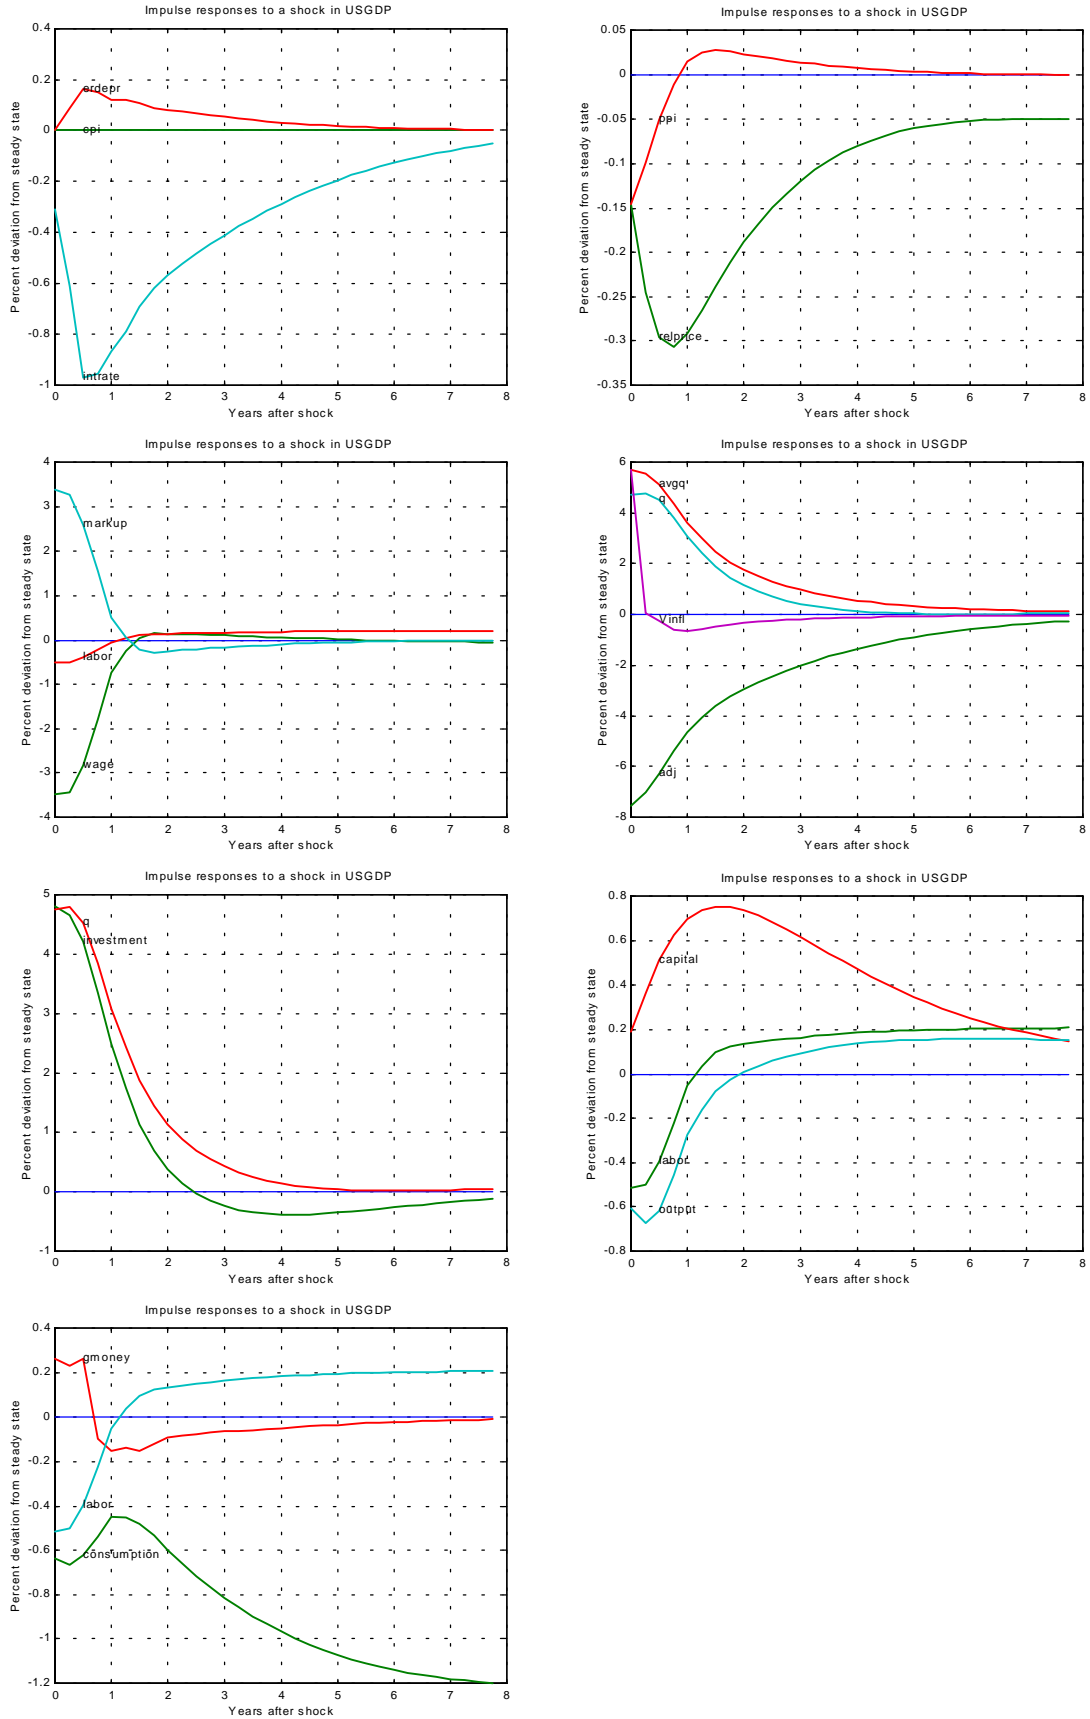 Impulse responses to a shock in USGDP
Percent deviation from steady state
0.4
0.2
0
-0.2
-0.4
-0.6
-0.8
-1
erdepr
cpi
intrate
0 1 2 3 4 5 6 7 8
Years after shock
Impulse responses to a shock in USGDP
Percent deviation from steady state
0.05
0
-0.05
-0.1
-0.15
-0.2
-0.25
-0.3
-0.35
ppi
relprice
0 1 2 3 4 5 6 7 8
Years after shock
Impulse responses to a shock in USGDP
Percent deviation from steady state
4
3
2
1
0
-1
-2
-3
-4
markup
labor
wage
0 1 2 3 4 5 6 7 8
Years after shock
Impulse responses to a shock in USGDP
Percent deviation from steady state
6
4
2
0
-2
-4
-6
-8
avgq
q
Vinfl
adj
0 1 2 3 4 5 6 7 8
Years after shock
Impulse responses to a shock in USGDP
Percent deviation from steady state
5
4
3
2
1
0
-1
q
investment
0 1 2 3 4 5 6 7 8
Years after shock
Impulse responses to a shock in USGDP
Percent deviation from steady state
0.8
0.6
0.4
0.2
0
-0.2
-0.4
-0.6
-0.8
capital
labor
output
0 1 2 3 4 5 6 7 8
Years after shock
Impulse responses to a shock in USGDP
Percent deviation from steady state
0.4
0.2
0
-0.2
-0.4
-0.6
-0.8
-1
-1.2
gmoney
labor
consumption
0 1 2 3 4 5 6 7 8
Years after shock